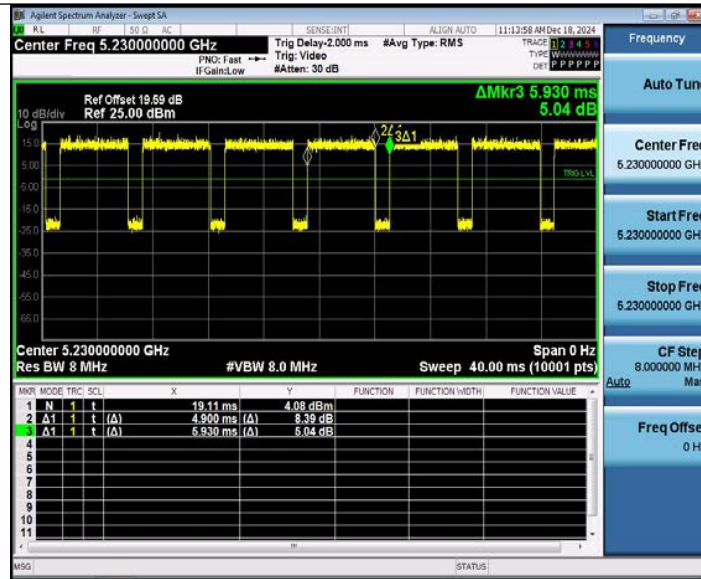 Agilent Spectrum Analyzer - Swept SA
RL RF 50 Ω AC SENSE:INT ALIGN AUTO 11:13:58 AM Dec 18, 2024
Center Freq 5.230000000 GHz
PNO: Fast
IFGain:Low
Trig Delay-2.000 ms
Trig: Video
#Atten: 30 dB
#Avg Type: RMS
TRACE 1 2 3 4 5 6
TYPE W W W W W W
DET P P P P P P
Frequency
Auto Tune
Center Freq
5.230000000 GH
Start Fre
5.230000000 GH
Stop Fre
5.230000000 GH
CF Step
8.000000 MH
Auto Ma
Freq Offse
0 H
Ref Offset 19.59 dB
10 dB/div Ref 25.00 dBm
Log
ΔMkr3 5.930 ms
5.04 dB
15.0
5.00
-5.00
-15.0
-25.0
-35.0
-45.0
-55.0
-65.0
3Δ1
TRIG LVL
Center 5.230000000 GHz Span 0 Hz
Res BW 8 MHz #VBW 8.0 MHz Sweep 40.00 ms (10001 pts)
MKR MODE TRC SCL X Y FUNCTION FUNCTION WIDTH FUNCTION VALUE
1 N 1 t 19.11 ms 4.08 dBm
2 Δ1 1 t (Δ) 4.900 ms (Δ) 8.39 dB
3 Δ1 1 t (Δ) 5.930 ms (Δ) 5.04 dB
4
5
6
7
8
9
10
11
MSG STATUS